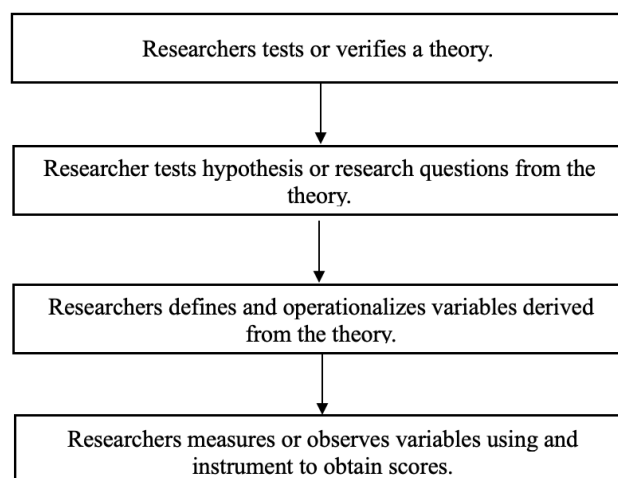 Researchers tests or verifies a theory.
Researcher tests hypothesis or research questions from the
theory.
Researchers defines and operationalizes variables derived
from the theory.
Researchers measures or observes variables using and
instrument to obtain scores.